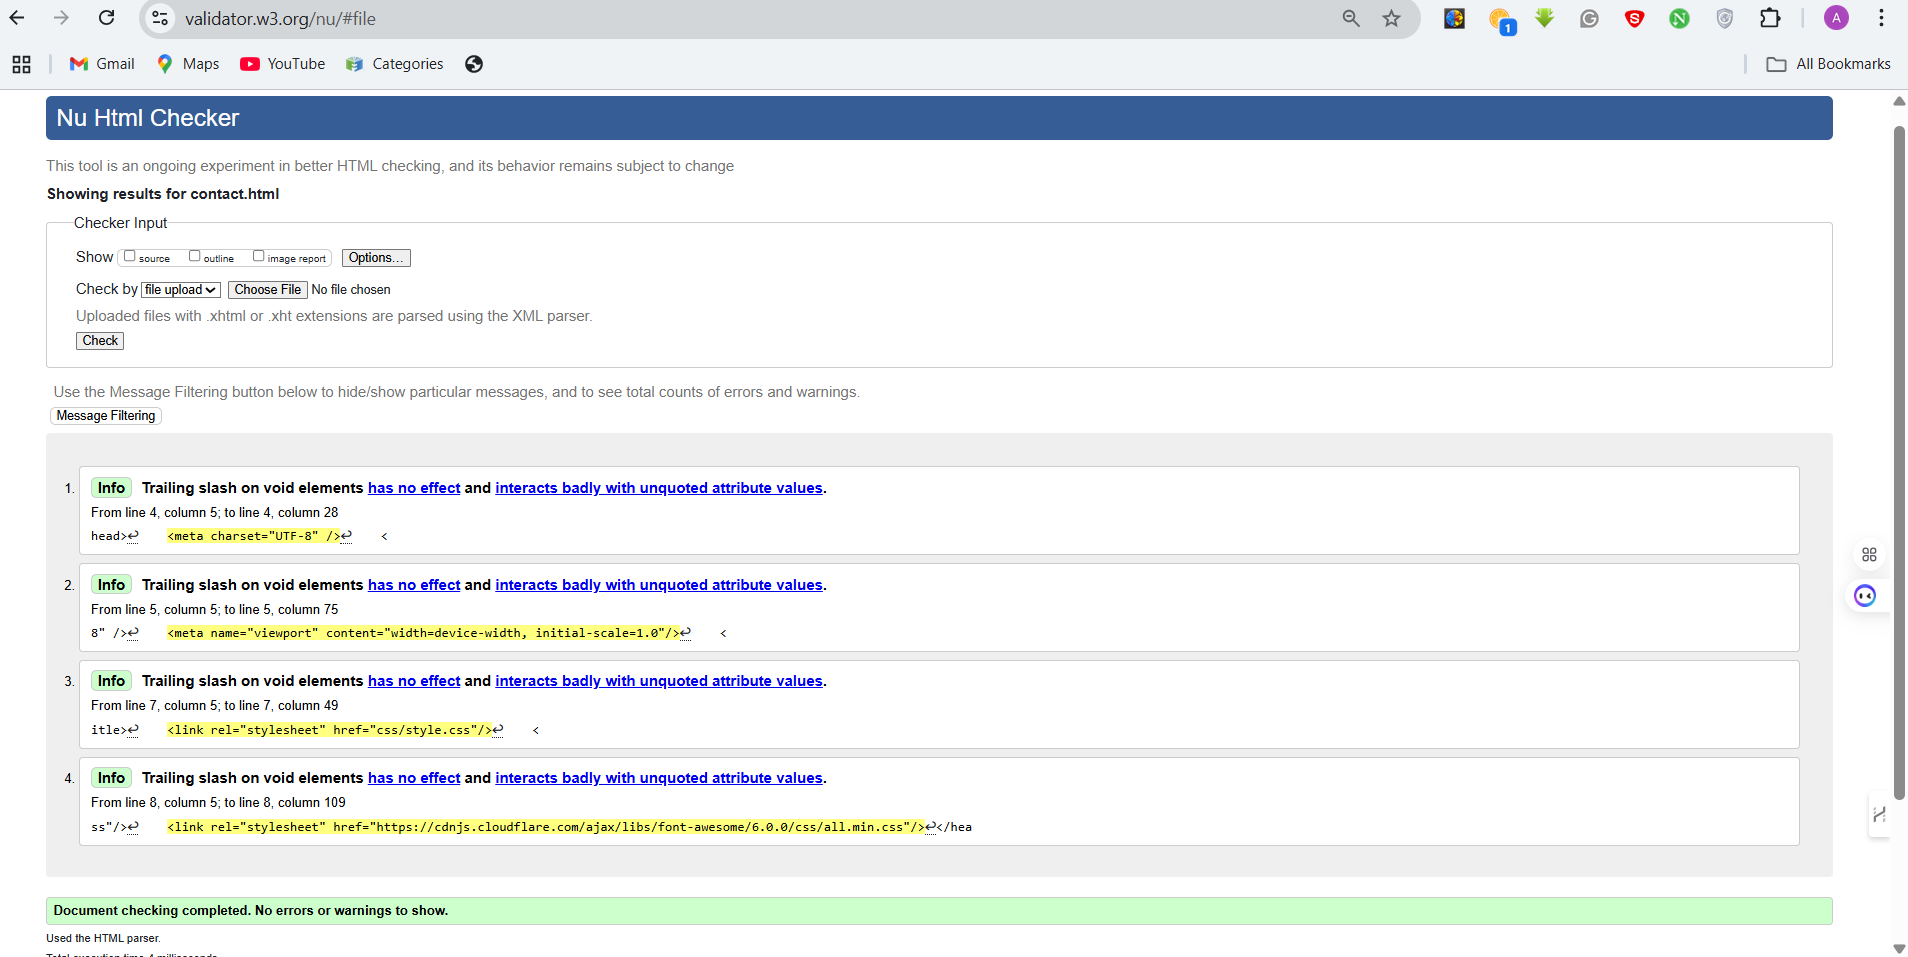 validator.w3.org/nu/#file
1
A
Gmail Maps YouTube Categories All Bookmarks
Nu Html Checker
This tool is an ongoing experiment in better HTML checking, and its behavior remains subject to change
Showing results for contact.html
Checker Input
Show source outline image report Options...
Check by file upload Choose File No file chosen
Uploaded files with .xhtml or .xht extensions are parsed using the XML parser.
Check
Use the Message Filtering button below to hide/show particular messages, and to see total counts of errors and warnings.
Message Filtering
1. Info Trailing slash on void elements has no effect and interacts badly with unquoted attribute values.
From line 4, column 5; to line 4, column 28
head>↩ <meta charset="UTF-8" />↩ <
2. Info Trailing slash on void elements has no effect and interacts badly with unquoted attribute values.
From line 5, column 5; to line 5, column 75
8" />↩ <meta name="viewport" content="width=device-width, initial-scale=1.0"/>↩ <
3. Info Trailing slash on void elements has no effect and interacts badly with unquoted attribute values.
From line 7, column 5; to line 7, column 49
itle>↩ <link rel="stylesheet" href="css/style.css"/>↩ <
4. Info Trailing slash on void elements has no effect and interacts badly with unquoted attribute values.
From line 8, column 5; to line 8, column 109
ss"/>↩ <link rel="stylesheet" href="https://cdnjs.cloudflare.com/ajax/libs/font-awesome/6.0.0/css/all.min.css"/>↩</hea
Document checking completed. No errors or warnings to show.
Used the HTML parser.
Total execution time 4 milliseconds.